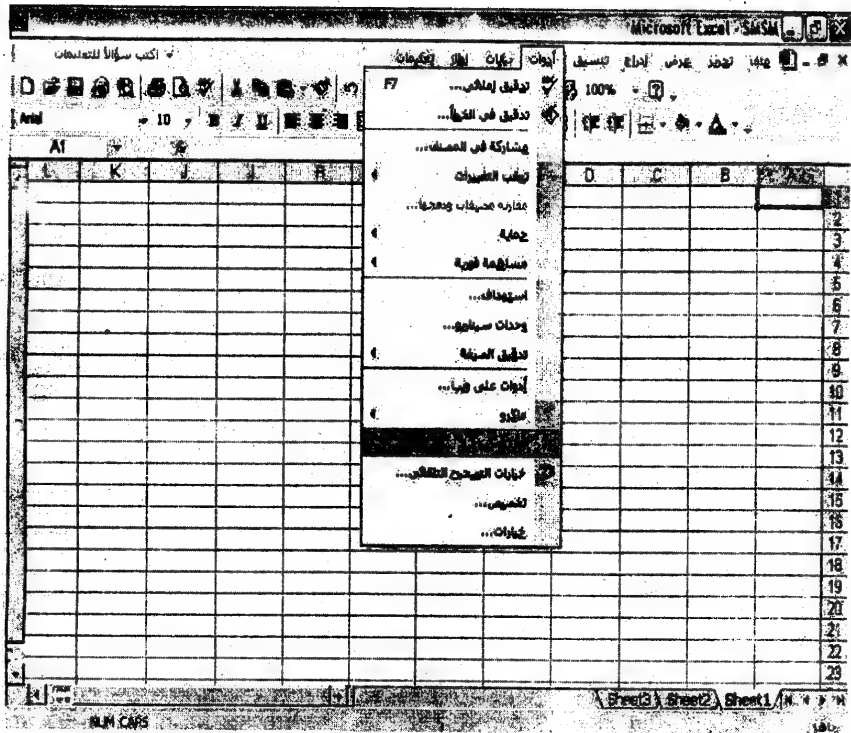 Microsoft Excel - SMSM
ملف تحرير عرض إدراج تنسيق أدوات بيانات إطار تعليمات
اكتب سؤالاً للتعليمات
100%
Arial 10
A1
تدقيق إملائي... F7
تدقيق في الخطأ...
مشاركة في المصنف...
تعقب التغييرات
مقارنة مصنفات ودمجها...
حماية
مساهمة فورية
استهداف...
وحدات سيناريو...
تدقيق الصيغة
أدوات على ويب...
ماكرو
خيارات التصحيح التلقائي...
تخصيص...
خيارات...
A B C D
J K L
1
2
3
4
5
6
7
8
9
10
11
12
13
14
15
16
17
18
19
20
21
22
23
Sheet1 Sheet2 Sheet3
جاهز
NUM CAPS